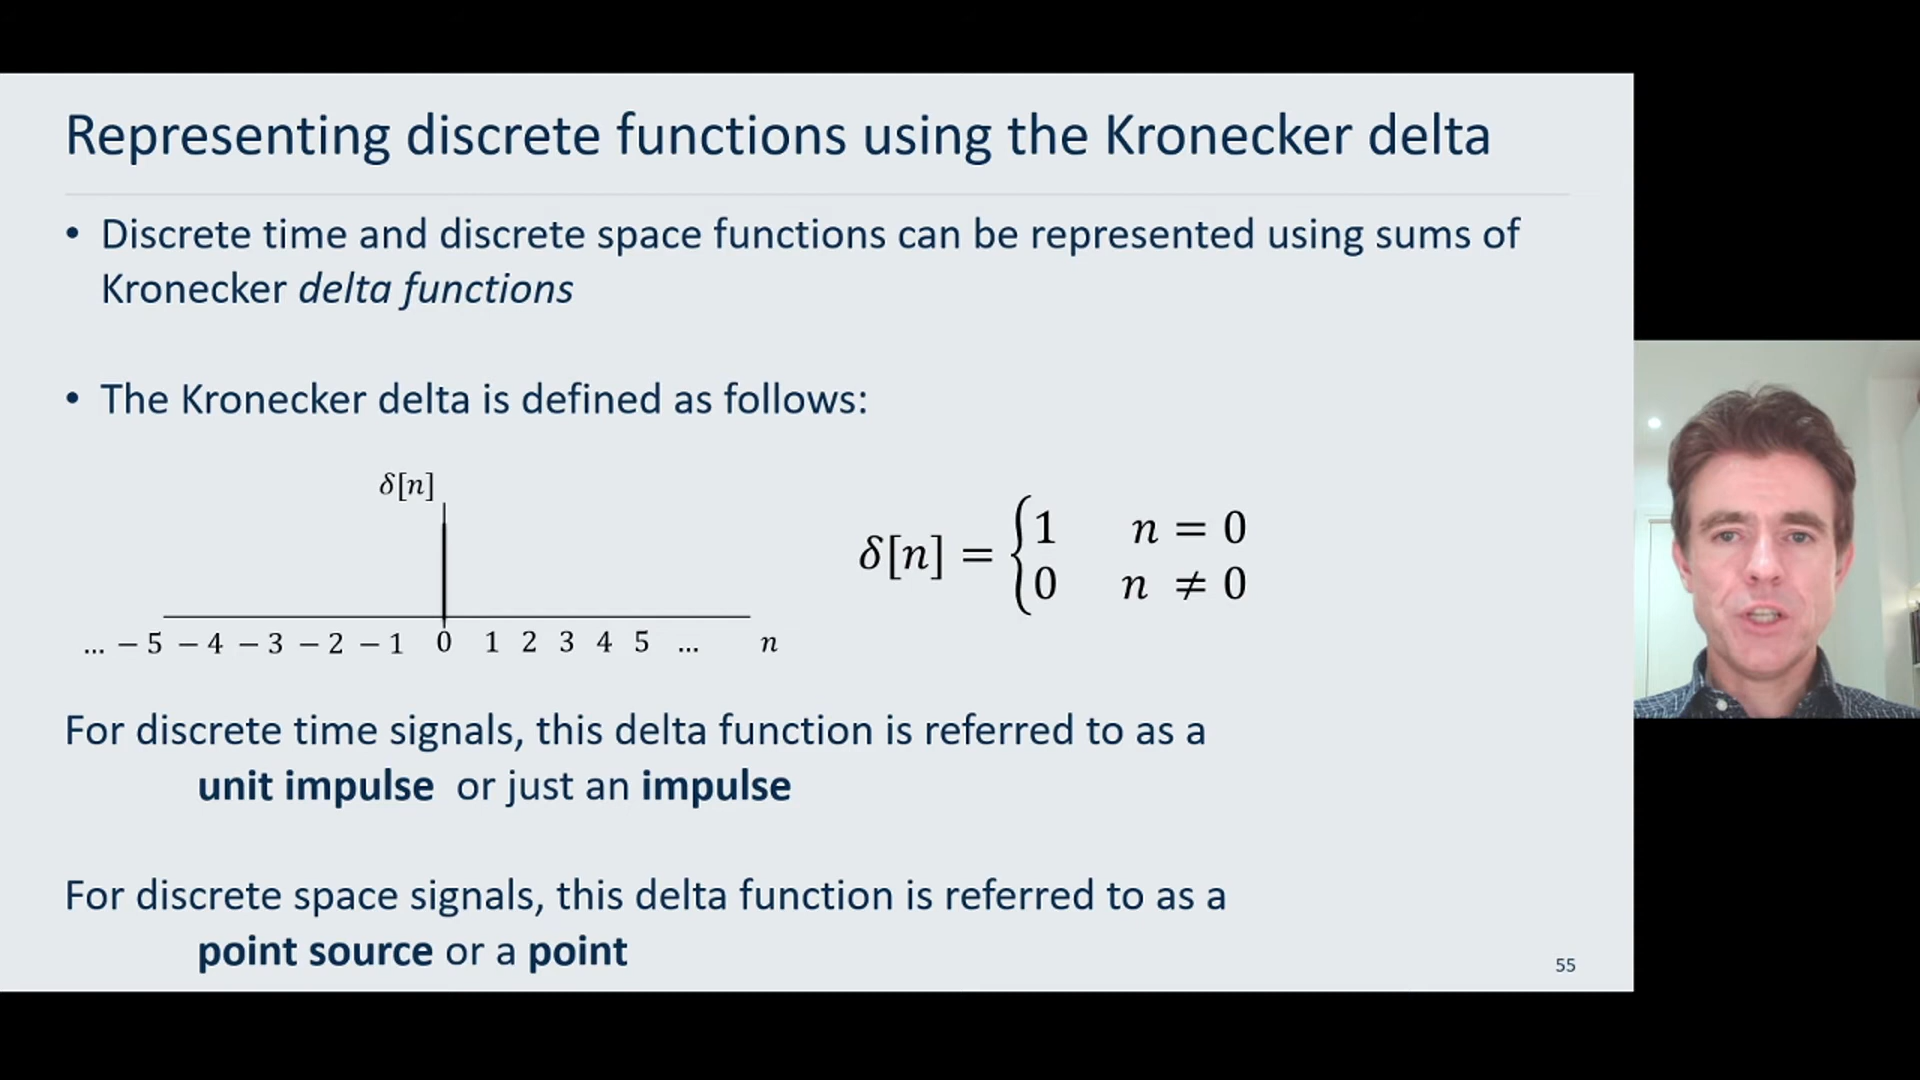 Representing discrete functions using the Kronecker delta
• Discrete time and discrete space functions can be represented using sums of
Kronecker delta functions
• The Kronecker delta is defined as follows:
δ[n]
… − 5 − 4 − 3 − 2 − 1 0 1 2 3 4 5 … n
δ[n] = { 1 n = 0
0 n ≠ 0
For discrete time signals, this delta function is referred to as a
unit impulse or just an impulse
For discrete space signals, this delta function is referred to as a
point source or a point
55